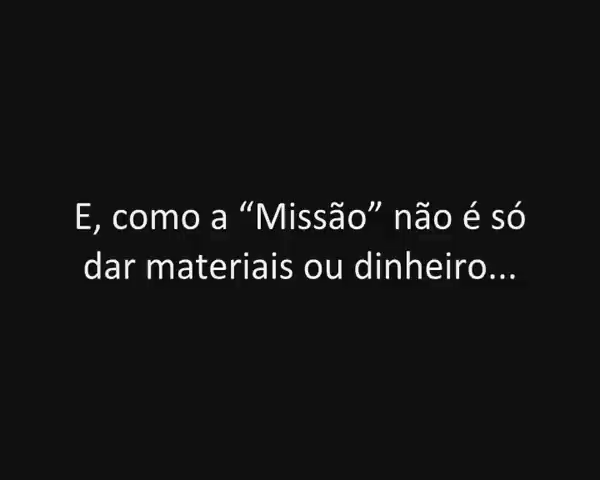 E, como a “Missão” não é só
dar materiais ou dinheiro...